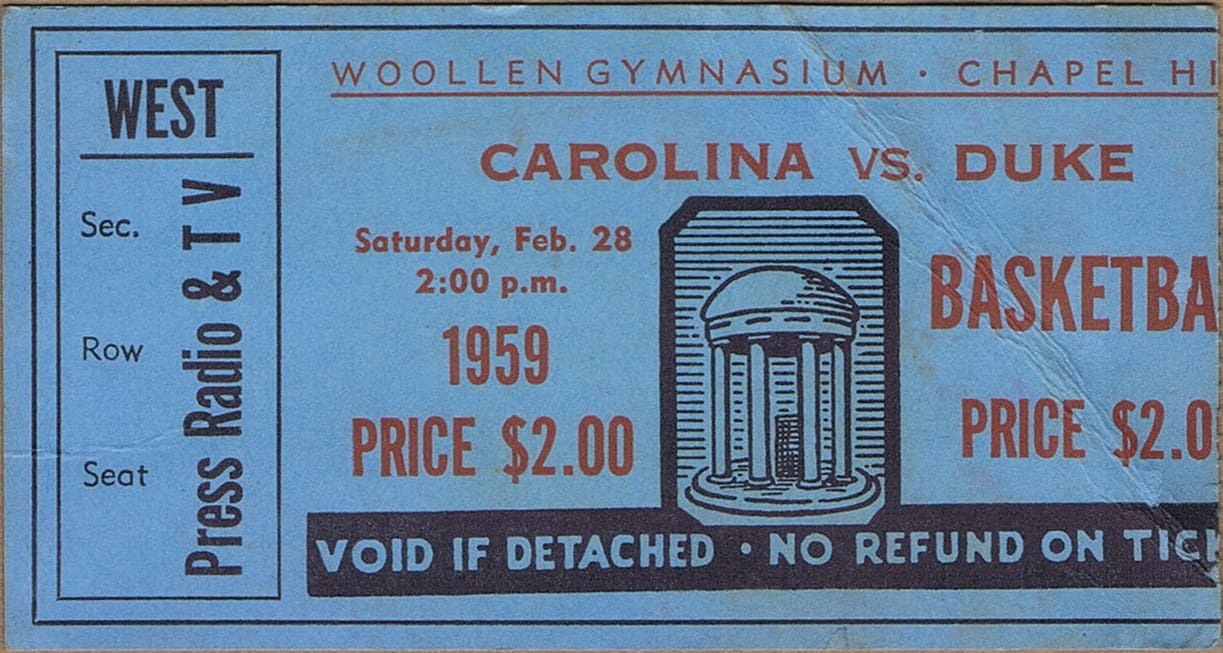 WEST
Sec.
Row
Seat
Press Radio & TV
WOOLLEN GYMNASIUM · CHAPEL HI
CAROLINA VS. DUKE
Saturday, Feb. 28
2:00 p.m.
1959
PRICE $2.00
BASKETBA
PRICE $2.0
VOID IF DETACHED · NO REFUND ON TICK